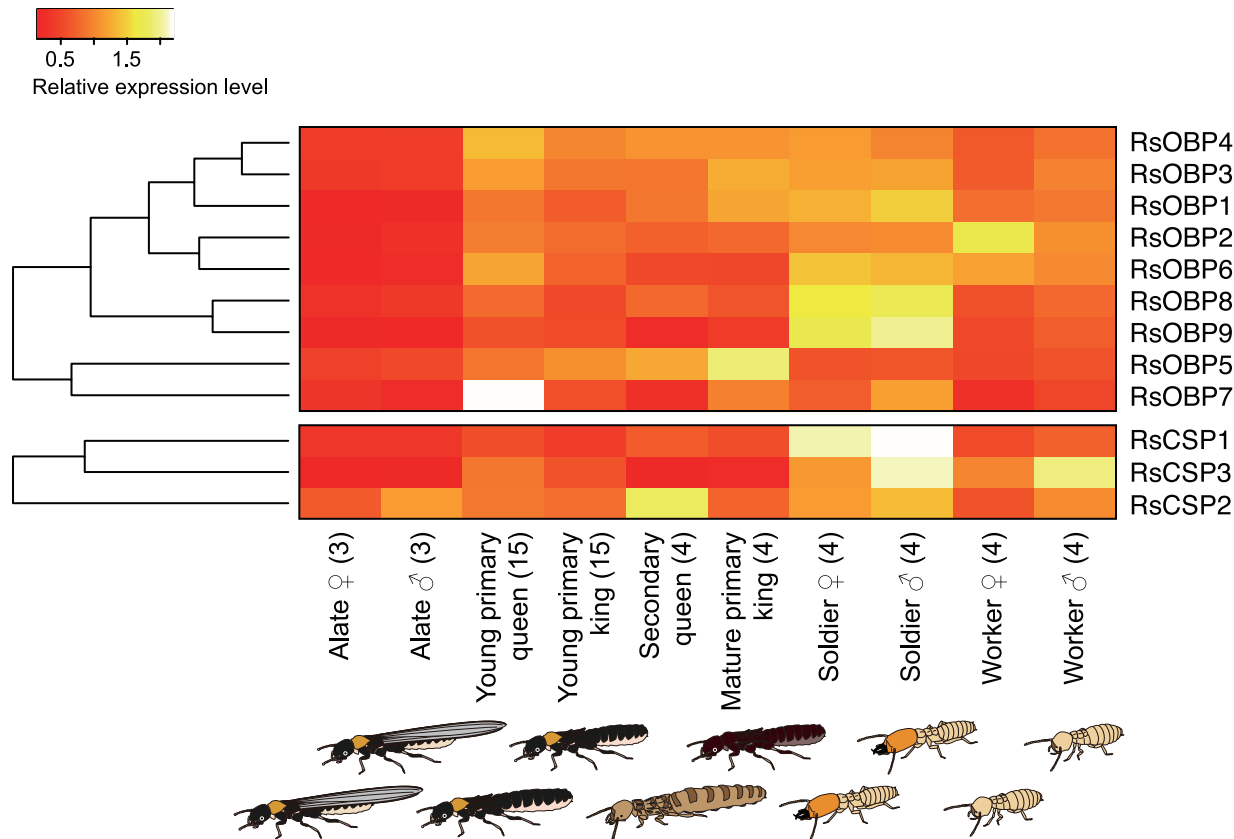 0.5 1.5
Relative expression level
RsOBP4
RsOBP3
RsOBP1
RsOBP2
RsOBP6
RsOBP8
RsOBP9
RsOBP5
RsOBP7
RsCSP1
RsCSP3
RsCSP2
Alate ♀ (3)
Alate ♂ (3)
Young primary
queen (15)
Young primary
king (15)
Secondary
queen (4)
Mature primary
king (4)
Soldier ♀ (4)
Soldier ♂ (4)
Worker ♀ (4)
Worker ♂ (4)